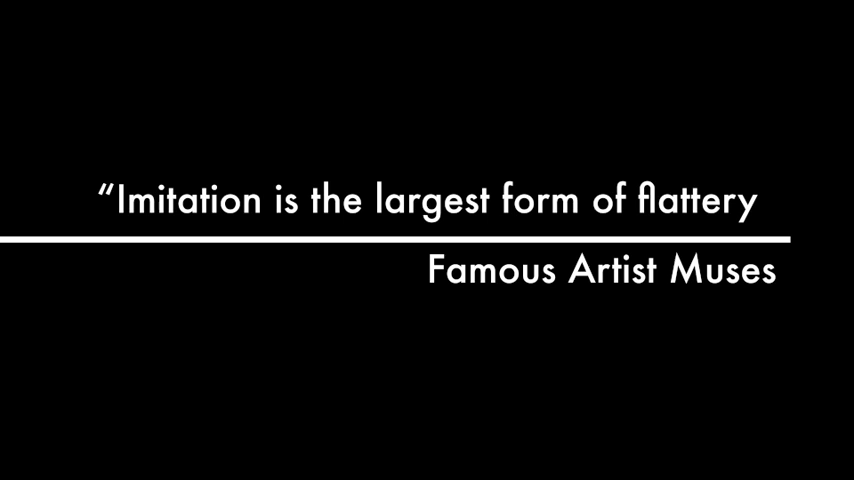 “Imitation is the largest form of flattery
Famous Artist Muses